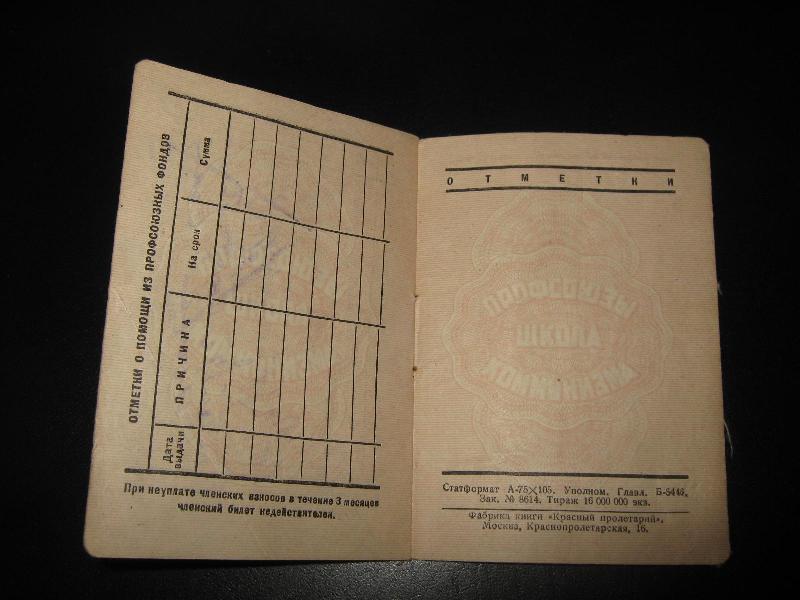 ОТМЕТКИ О ПОМОЩИ ИЗ ПРОФСОЮЗНЫХ ФОНДОВ
Дата выдачи
ПРИЧИНА
На срок
Сумма
При неуплате членских взносов в течение 3 месяцев
членский билет недействителен.
ОТМЕТКИ
ПРОФСОЮЗЫ
ШКОЛА
КОММУНИЗМА
Статформат А-75×105. Уполном. Главл. Б-5446.
Зак. № 8614. Тираж 16 000 000 экз.
Фабрика книги «Красный пролетарий».
Москва, Краснопролетарская, 16.